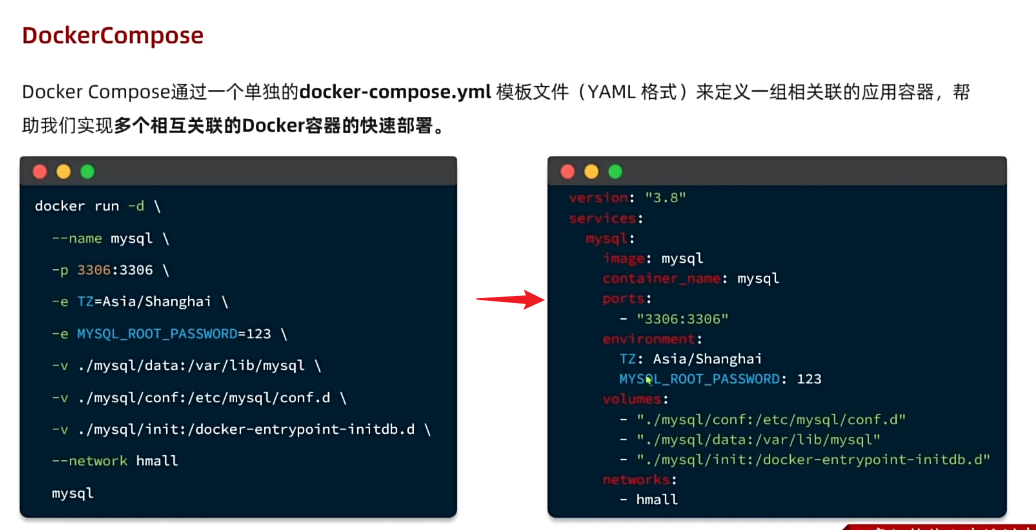 DockerCompose
Docker Compose通过一个单独的docker-compose.yml 模板文件（YAML 格式）来定义一组相关联的应用容器，帮
助我们实现多个相互关联的Docker容器的快速部署。
docker run -d \
--name mysql \
-p 3306:3306 \
-e TZ=Asia/Shanghai \
-e MYSQL_ROOT_PASSWORD=123 \
-v ./mysql/data:/var/lib/mysql \
-v ./mysql/conf:/etc/mysql/conf.d \
-v ./mysql/init:/docker-entrypoint-initdb.d \
--network hmall
mysql
version: "3.8"
services:
mysql:
image: mysql
container_name: mysql
ports:
- "3306:3306"
environment:
TZ: Asia/Shanghai
MYSQL_ROOT_PASSWORD: 123
volumes:
- "./mysql/conf:/etc/mysql/conf.d"
- "./mysql/data:/var/lib/mysql"
- "./mysql/init:/docker-entrypoint-initdb.d"
networks:
- hmall